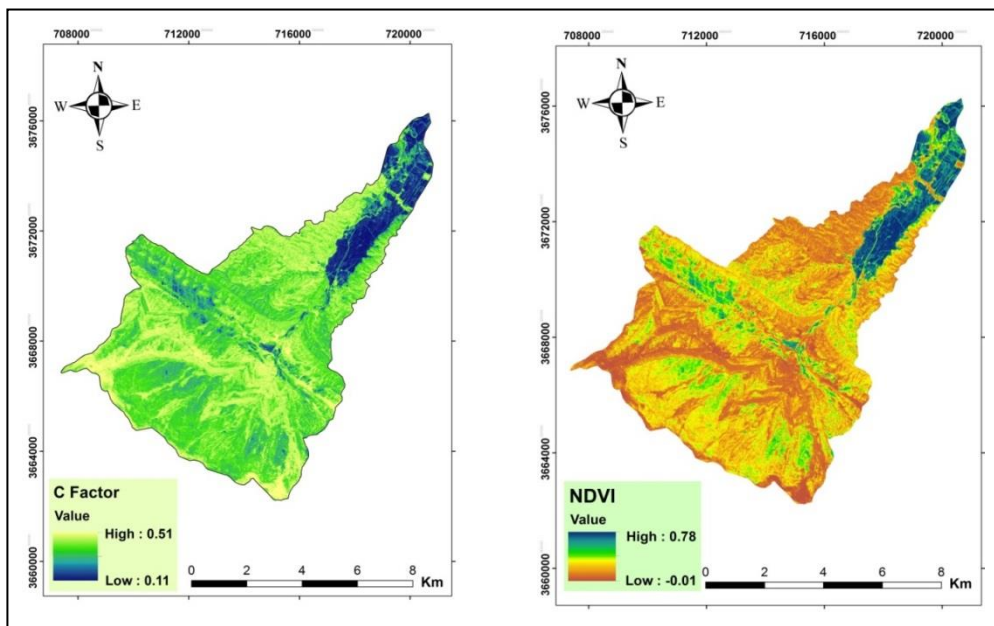 708000 712000 716000 720000
N
W E
S
3676000
3672000
3668000
3664000
3660000
C Factor
Value
High : 0.51
Low : 0.11
0 2 4 6 8
Km
708000 712000 716000 720000
N
W E
S
3676000
3672000
3668000
3664000
3660000
NDVI
Value
High : 0.78
Low : -0.01
0 2 4 6 8
Km